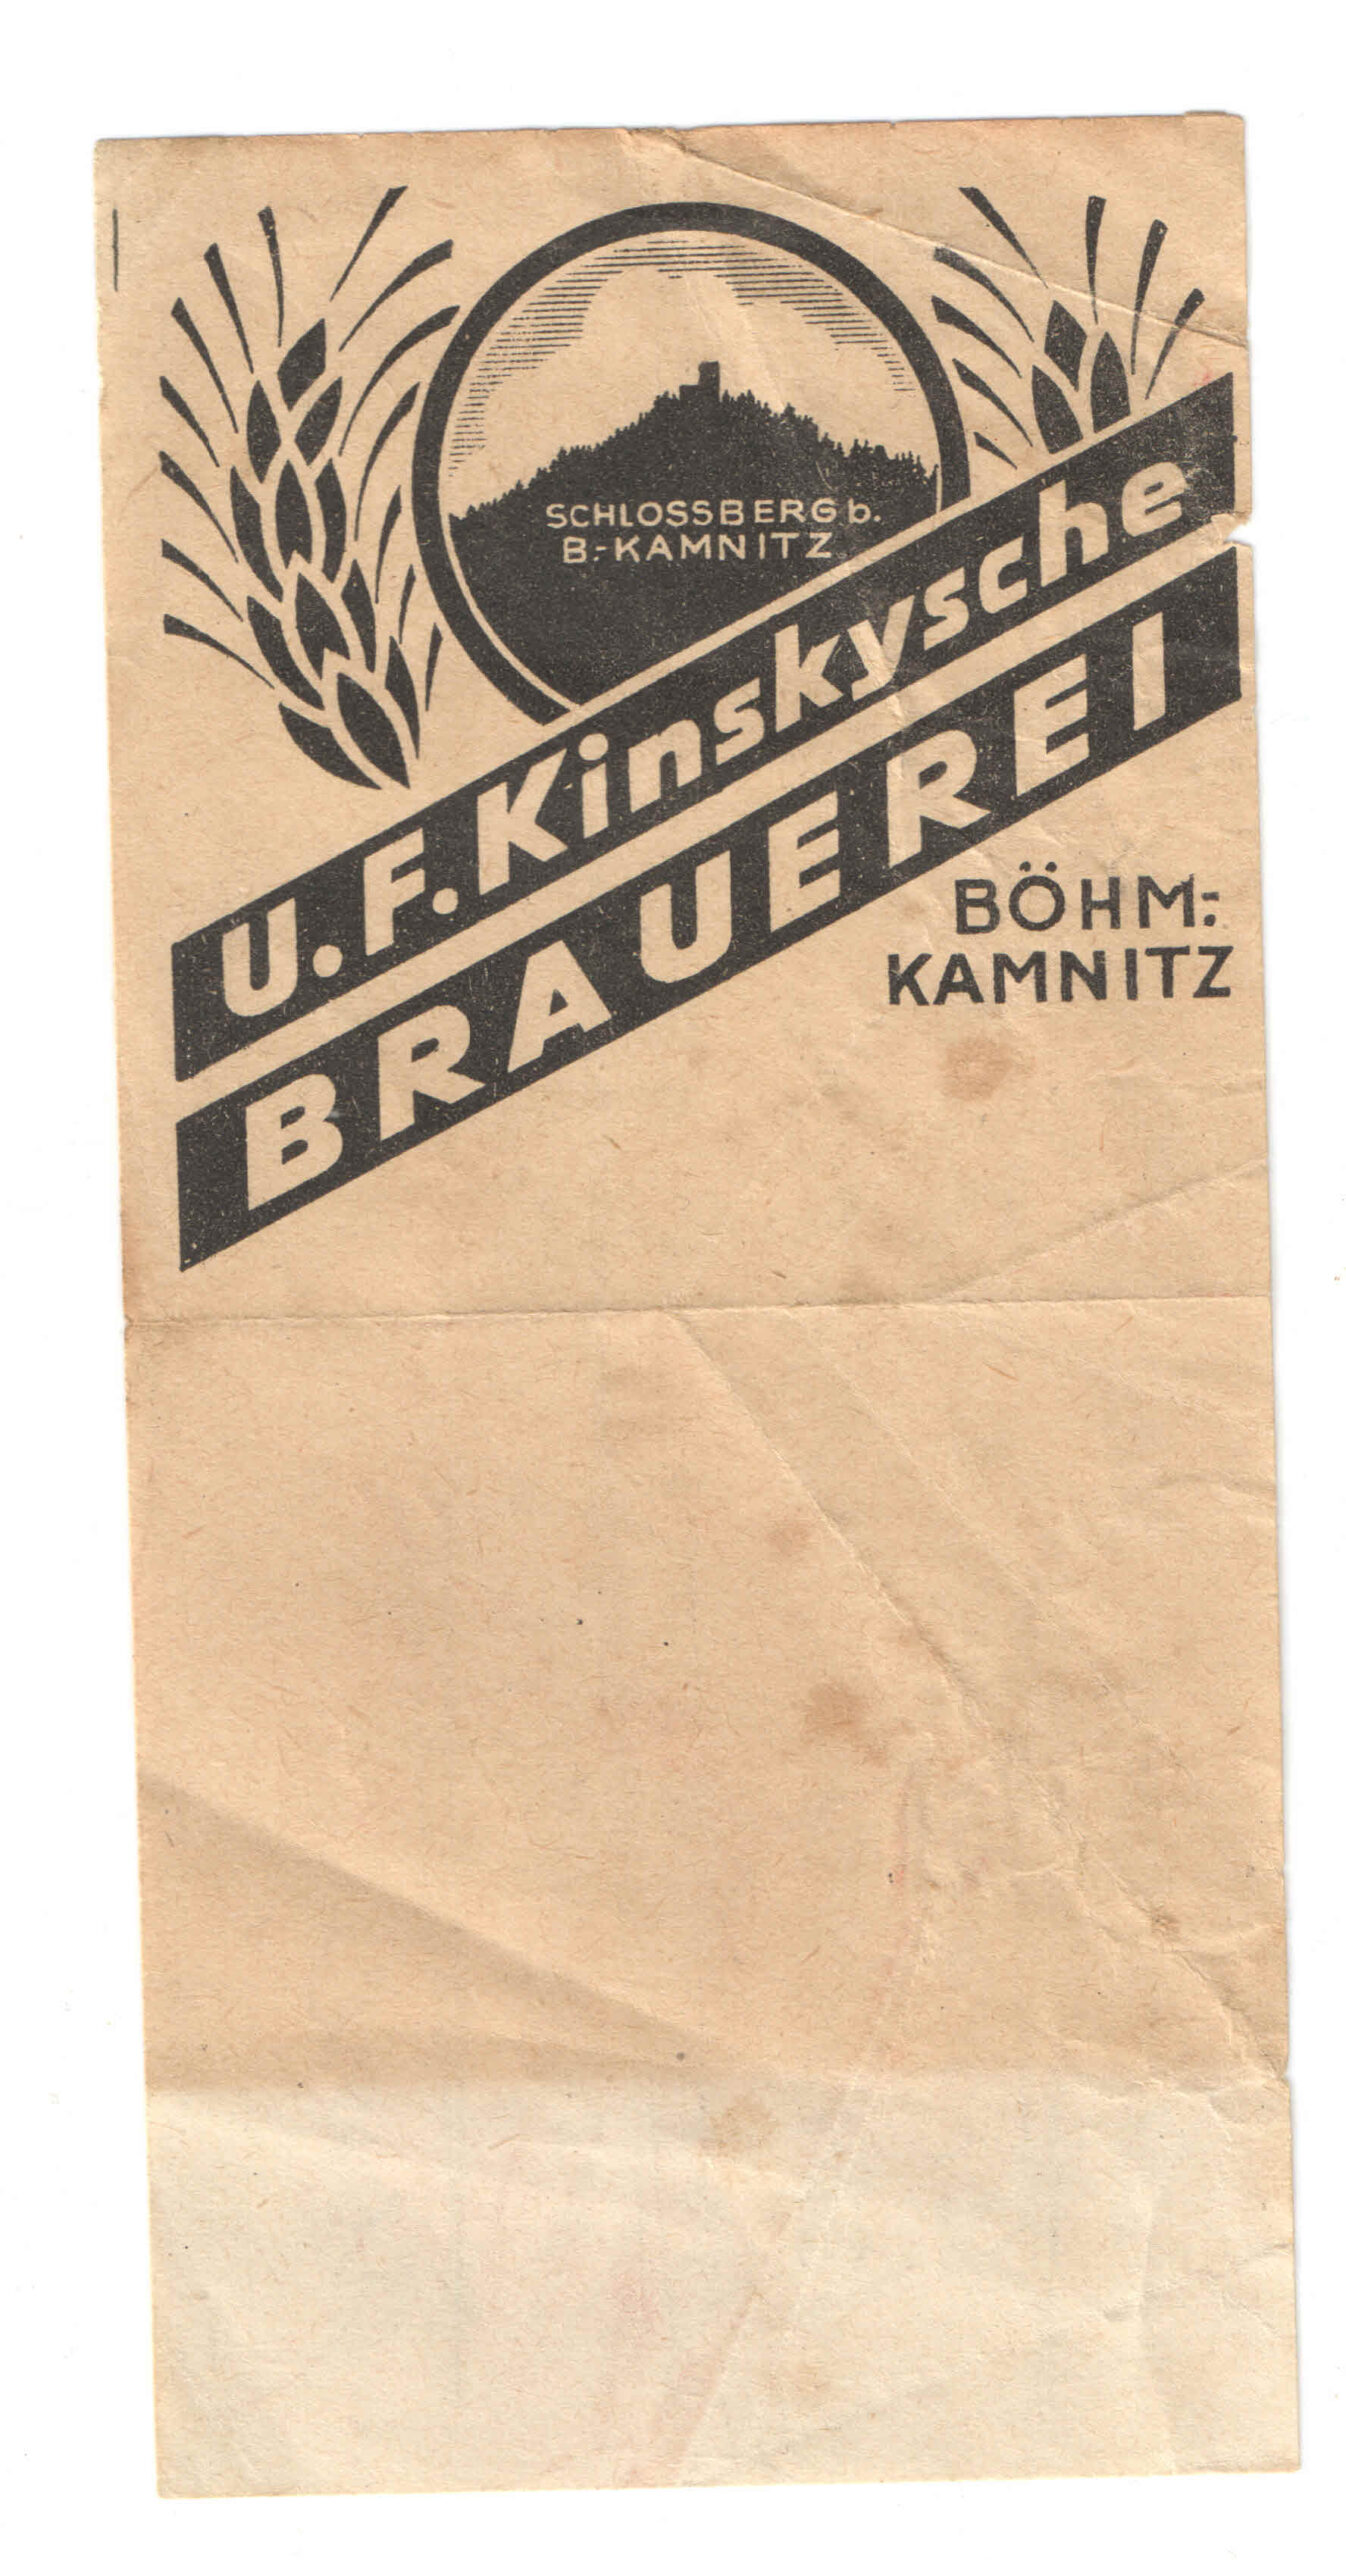 SCHLOSSBERG b.
B.-KAMNITZ
U.F.Kinskysche
BRAUEREI
BÖHM.-
KAMNITZ